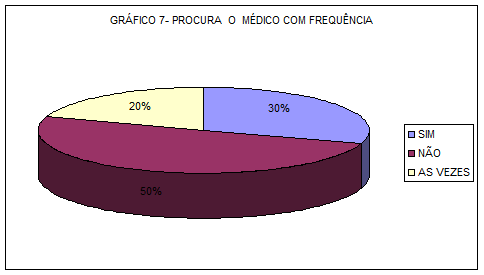 GRÁFICO 7- PROCURA O MÉDICO COM FREQUÊNCIA
20%
30%
50%
SIM
NÃO
AS VEZES